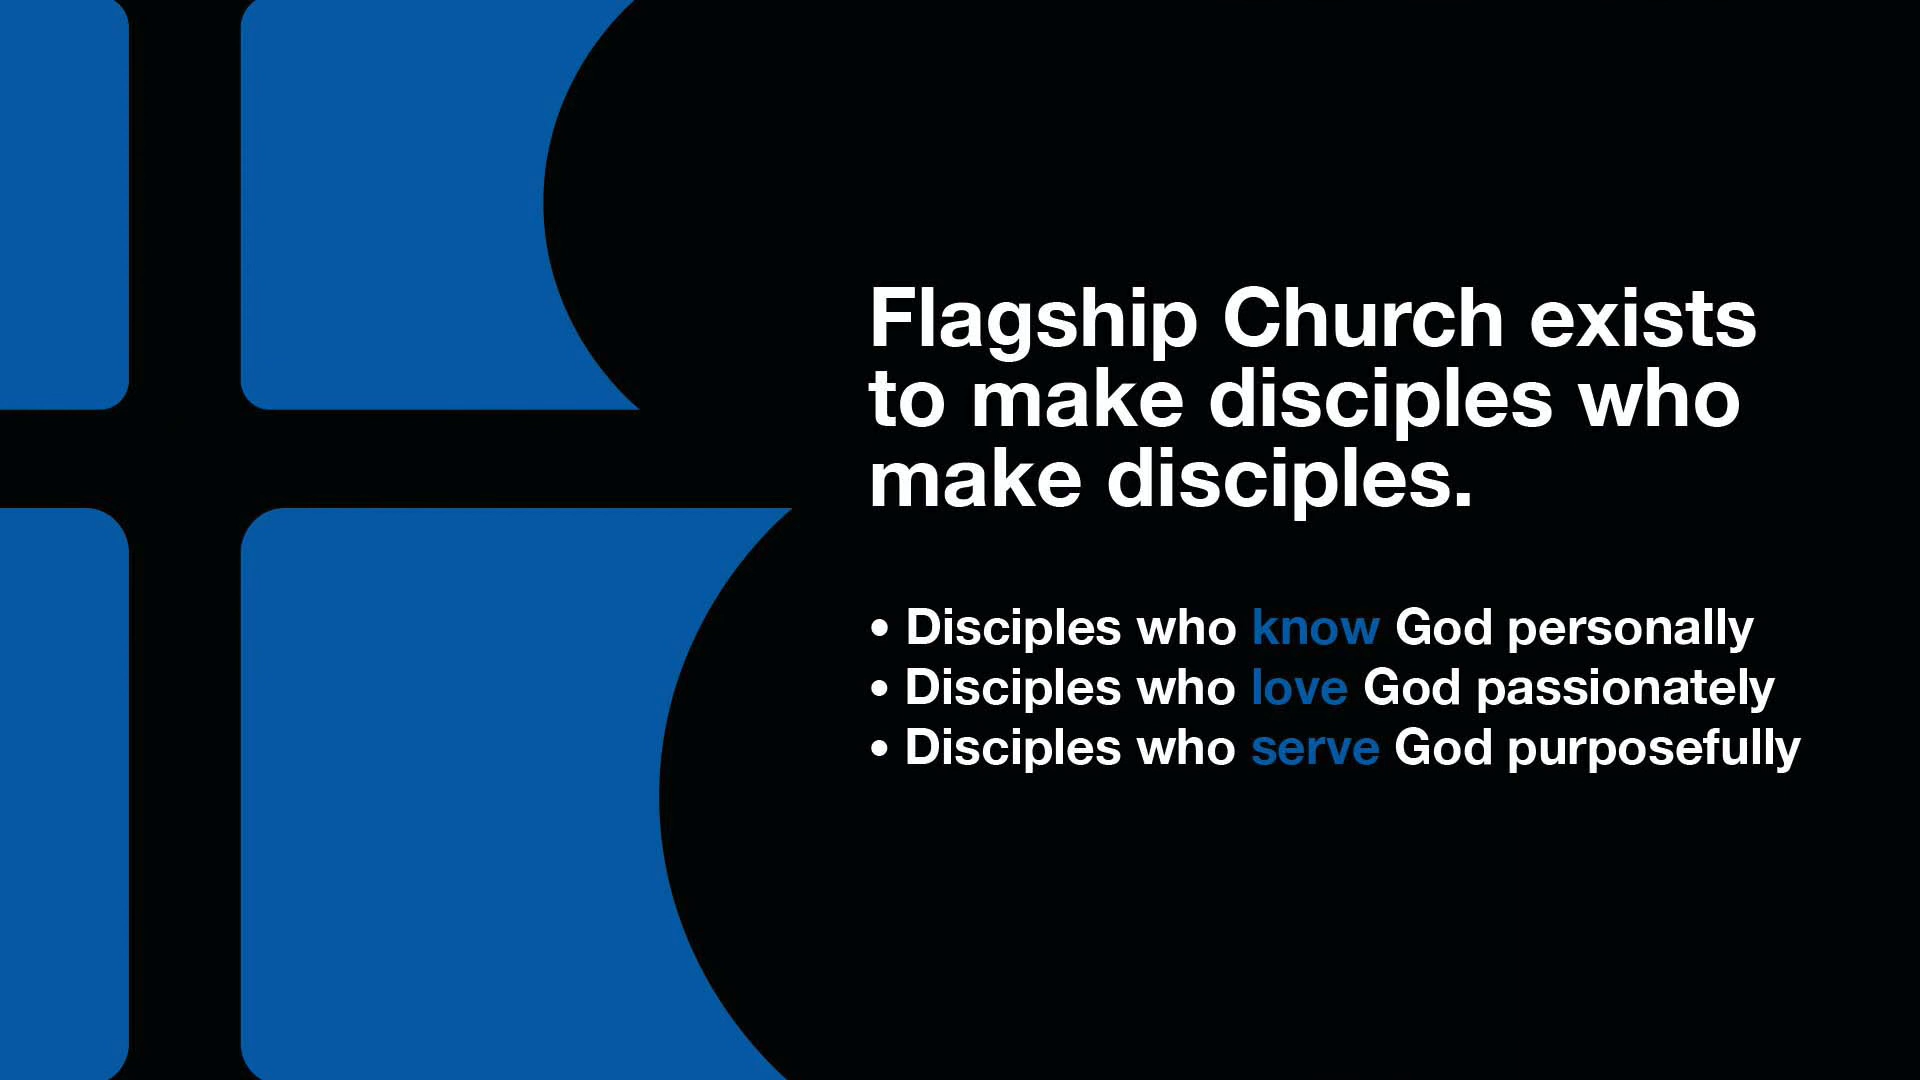 Flagship Church exists
to make disciples who
make disciples.
• Disciples who know God personally
• Disciples who love God passionately
• Disciples who serve God purposefully